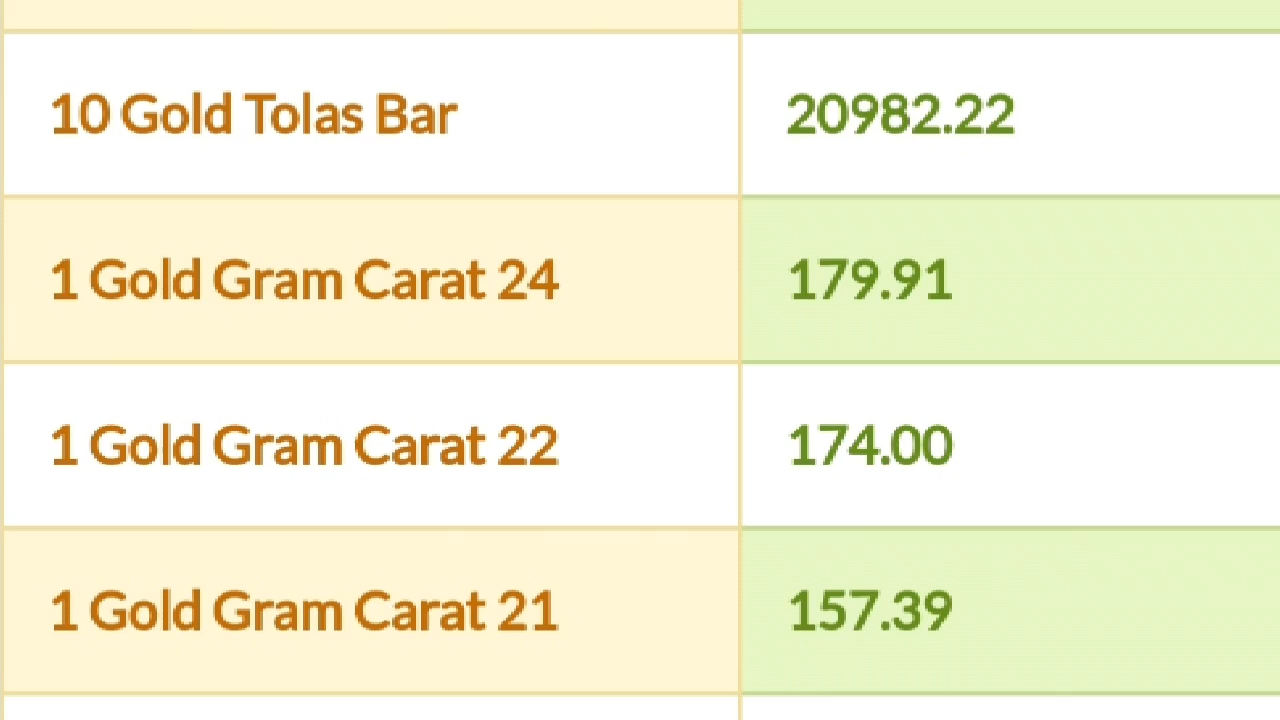 10 Gold Tolas Bar 20982.22
1 Gold Gram Carat 24 179.91
1 Gold Gram Carat 22 174.00
1 Gold Gram Carat 21 157.39